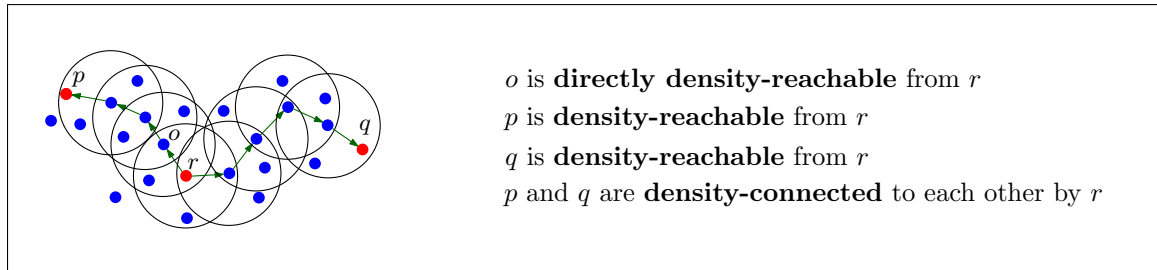 p
q
o
r
o is directly density-reachable from r
p is density-reachable from r
q is density-reachable from r
p and q are density-connected to each other by r